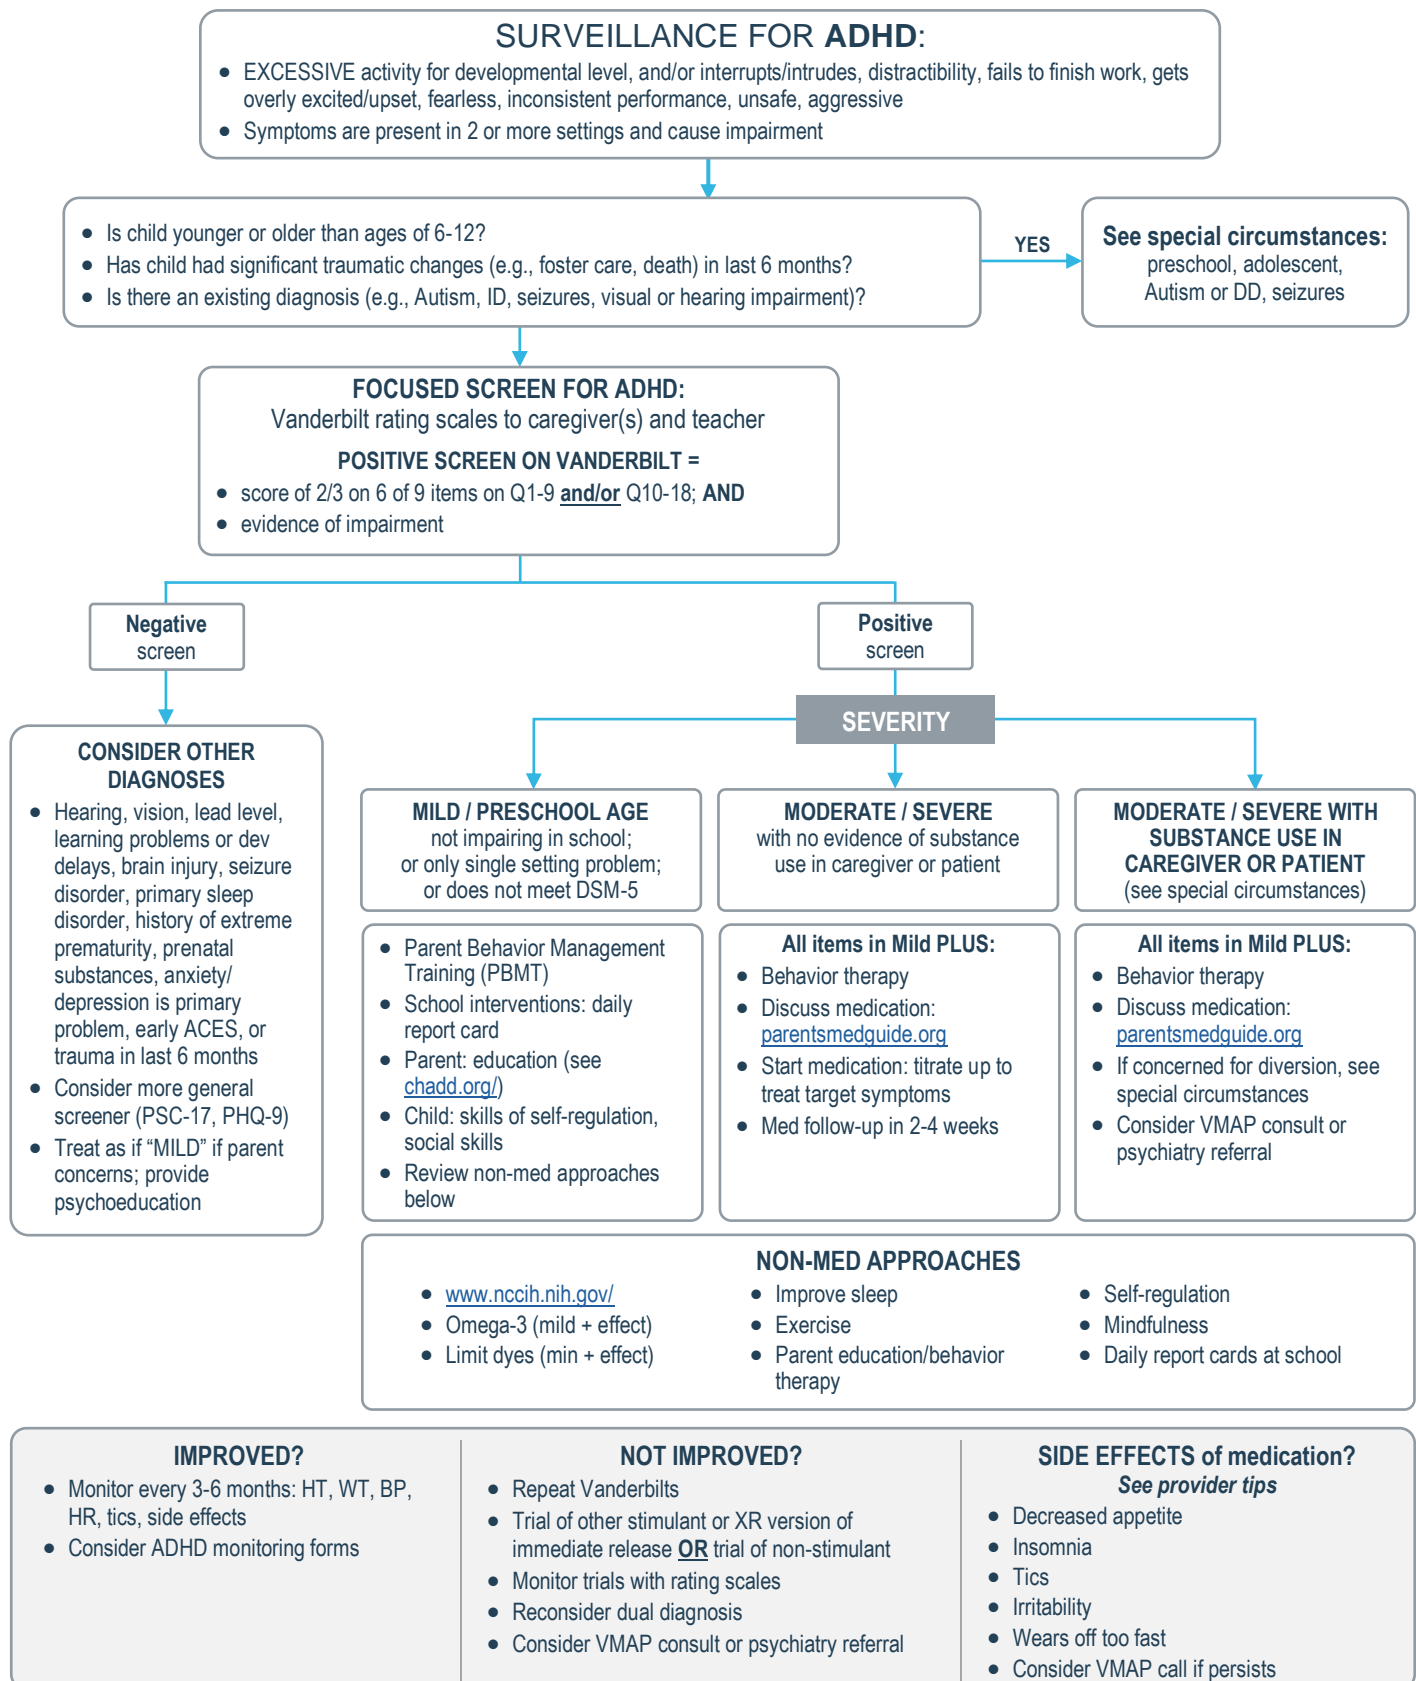 SURVEILLANCE FOR ADHD:
• EXCESSIVE activity for developmental level, and/or interrupts/intrudes, distractibility, fails to finish work, gets
overly excited/upset, fearless, inconsistent performance, unsafe, aggressive
• Symptoms are present in 2 or more settings and cause impairment
• Is child younger or older than ages of 6-12?
• Has child had significant traumatic changes (e.g., foster care, death) in last 6 months?
• Is there an existing diagnosis (e.g., Autism, ID, seizures, visual or hearing impairment)?
YES
See special circumstances:
preschool, adolescent,
Autism or DD, seizures
FOCUSED SCREEN FOR ADHD:
Vanderbilt rating scales to caregiver(s) and teacher
POSITIVE SCREEN ON VANDERBILT =
• score of 2/3 on 6 of 9 items on Q1-9 and/or Q10-18; AND
• evidence of impairment
Negative
screen
Positive
screen
SEVERITY
CONSIDER OTHER
DIAGNOSES
• Hearing, vision, lead level,
learning problems or dev
delays, brain injury, seizure
disorder, primary sleep
disorder, history of extreme
prematurity, prenatal
substances, anxiety/
depression is primary
problem, early ACES, or
trauma in last 6 months
• Consider more general
screener (PSC-17, PHQ-9)
• Treat as if “MILD” if parent
concerns; provide
psychoeducation
MILD / PRESCHOOL AGE
not impairing in school;
or only single setting problem;
or does not meet DSM-5
• Parent Behavior Management
Training (PBMT)
• School interventions: daily
report card
• Parent: education (see
chadd.org/)
• Child: skills of self-regulation,
social skills
• Review non-med approaches
below
MODERATE / SEVERE
with no evidence of substance
use in caregiver or patient
All items in Mild PLUS:
• Behavior therapy
• Discuss medication:
parentsmedguide.org
• Start medication: titrate up to
treat target symptoms
• Med follow-up in 2-4 weeks
MODERATE / SEVERE WITH
SUBSTANCE USE IN
CAREGIVER OR PATIENT
(see special circumstances)
All items in Mild PLUS:
• Behavior therapy
• Discuss medication:
parentsmedguide.org
• If concerned for diversion, see
special circumstances
• Consider VMAP consult or
psychiatry referral
NON-MED APPROACHES
• www.nccih.nih.gov/
• Omega-3 (mild + effect)
• Limit dyes (min + effect)
• Improve sleep
• Exercise
• Parent education/behavior
therapy
• Self-regulation
• Mindfulness
• Daily report cards at school
IMPROVED?
• Monitor every 3-6 months: HT, WT, BP,
HR, tics, side effects
• Consider ADHD monitoring forms
NOT IMPROVED?
• Repeat Vanderbilts
• Trial of other stimulant or XR version of
immediate release OR trial of non-stimulant
• Monitor trials with rating scales
• Reconsider dual diagnosis
• Consider VMAP consult or psychiatry referral
SIDE EFFECTS of medication?
See provider tips
• Decreased appetite
• Insomnia
• Tics
• Irritability
• Wears off too fast
• Consider VMAP call if persists